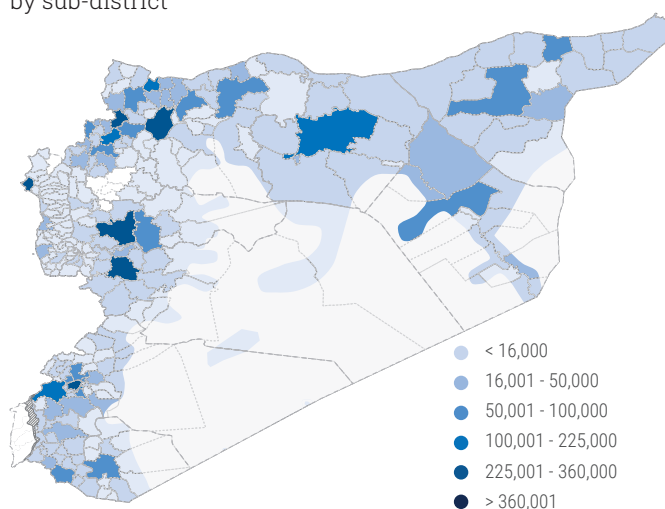 by sub-district
< 16,000
16,001 - 50,000
50,001 - 100,000
100,001 - 225,000
225,001 - 360,000
> 360,001